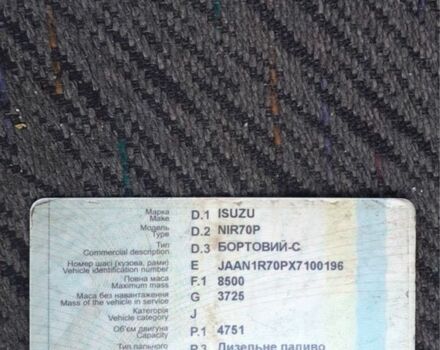 Марка
Make D.1 ISUZU
Модель
Type D.2 NIR70P
Тип
Commercial description D.3 БОРТОВИЙ-С
Номер шасі (кузова, рами)
Vehicle identification number E JAAN1R70PX7100196
Повна маса
Maximum mass F.1 8500
Маса без навантаження
Mass of the vehicle in service G 3725
Категорія
Vehicle category J
Об'єм двигуна
Capacity P.1 4751
Тип пального P.3 Дизельне паливо